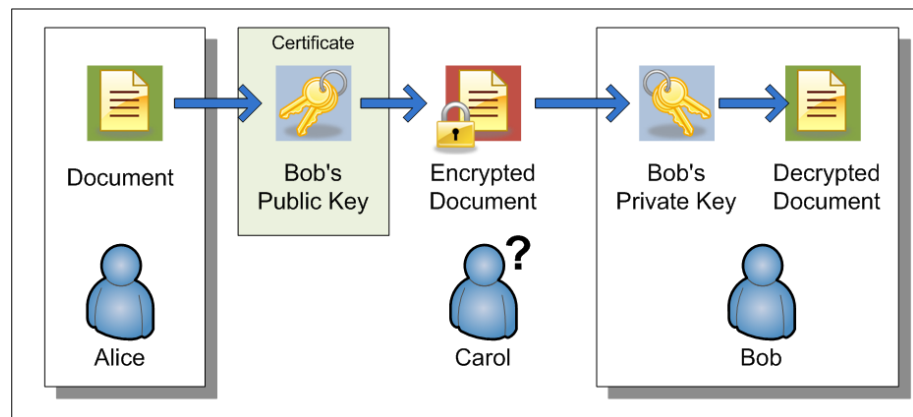 Certificate
Document
Bob's
Public Key
Encrypted
Document
Bob's
Private Key
Decrypted
Document
?
Alice
Carol
Bob